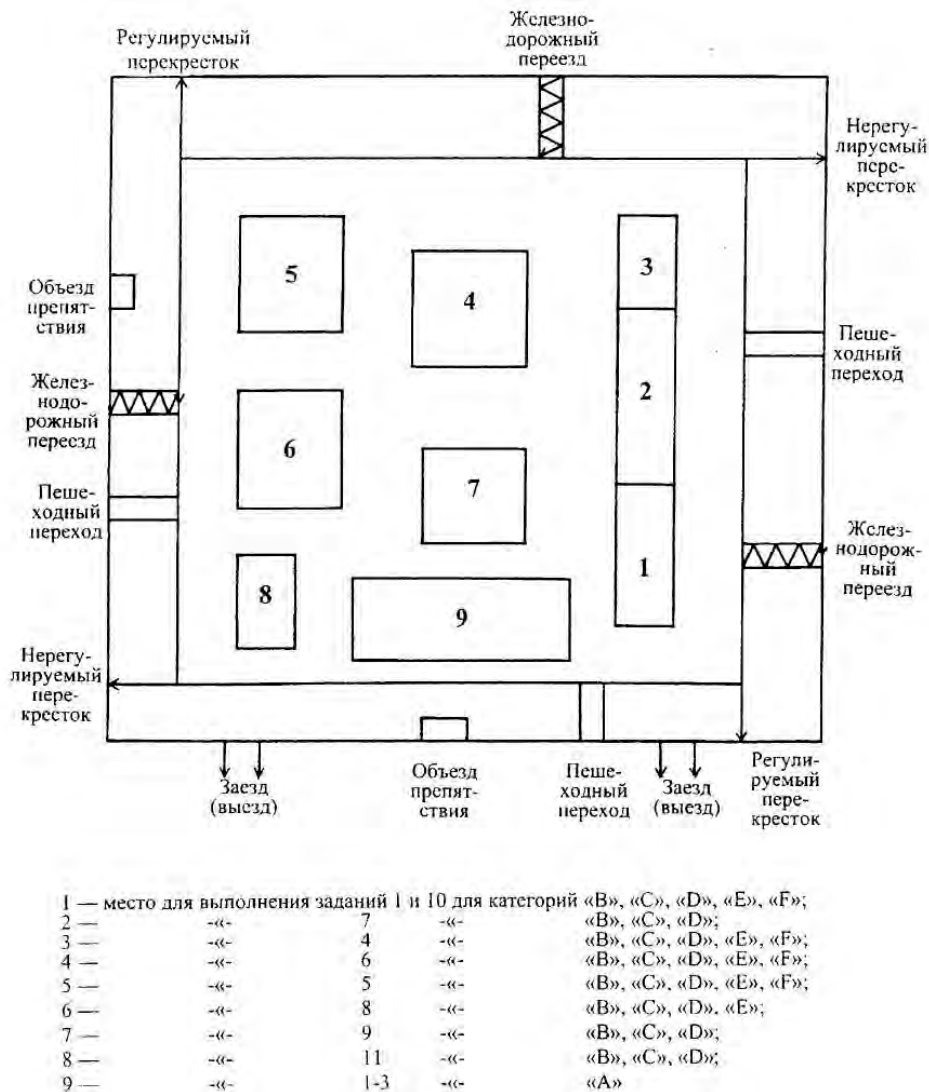 Регулируемый
перекресток
Железно-
дорожный
переезд
Нерегу-
лируемый
пере-
кресток
5
4
3
Объезд
препят-
ствия
Пеше-
ходный
переход
Желез-
нодо-
рожный
переезд
2
6
7
Пеше-
ходный
переход
Желез-
нодорож-
ный
переезд
1
8
9
Нерегу-
лируемый
пере-
кресток
Заезд
(выезд)
Объезд
препят-
ствия
Пеше-
ходный
переход
Заезд
(выезд)
Регули-
руемый
пере-
кресток
1 — место для выполнения заданий 1 и 10 для категорий «B», «C», «D», «E», «F»;
2 — -«- 7 -«- «B», «C», «D»;
3 — -«- 4 -«- «B», «C», «D», «E», «F»;
4 — -«- 6 -«- «B», «C», «D», «E», «F»;
5 — -«- 5 -«- «B», «C», «D», «E», «F»;
6 — -«- 8 -«- «B», «C», «D», «E»;
7 — -«- 9 -«- «B», «C», «D»;
8 — -«- 11 -«- «B», «C», «D»;
9 — -«- 1-3 -«- «A»